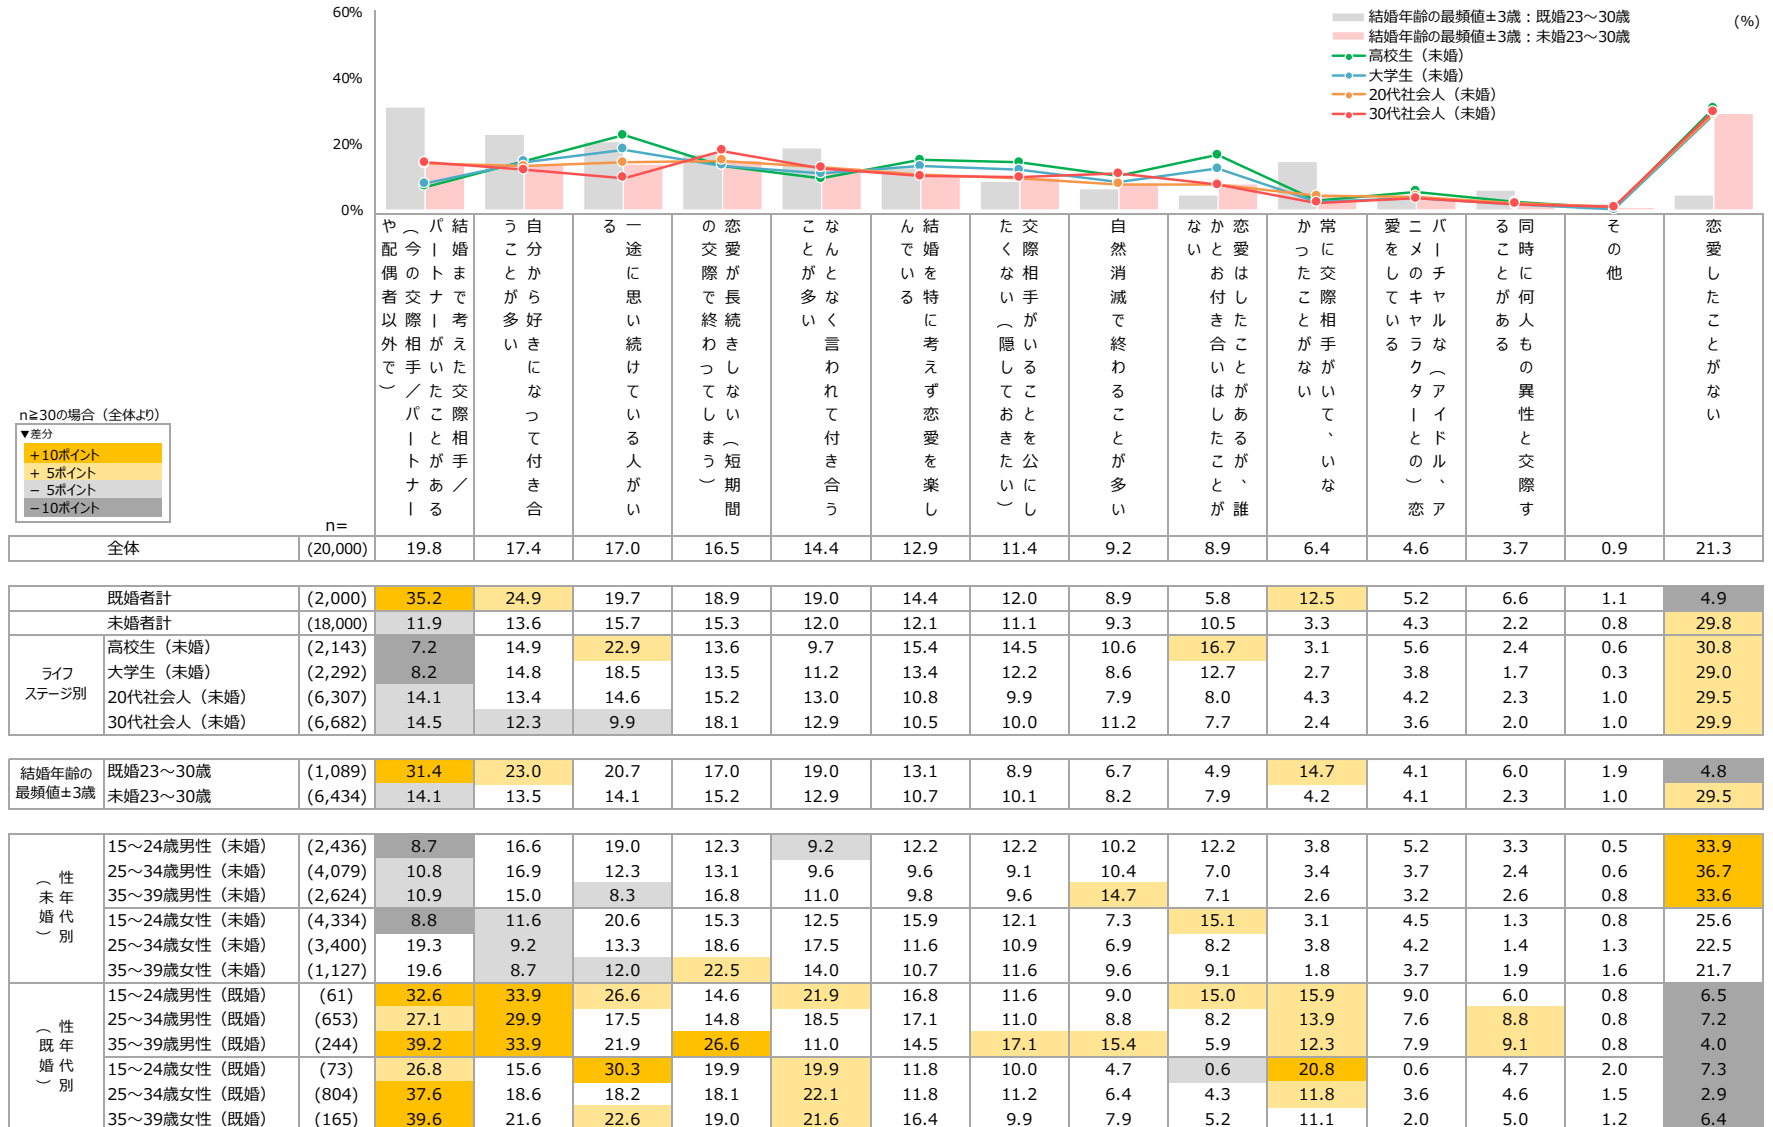 60%
40%
20%
0%
結婚年齢の最頻値±3歳：既婚23～30歳
結婚年齢の最頻値±3歳：未婚23～30歳
高校生（未婚）
大学生（未婚）
20代社会人（未婚）
30代社会人（未婚）
(%)
結婚まで考えた交際相手／
パートナーがいたことがある
（今の交際相手／パートナー
や配偶者以外で）
自分から好きになって付き合
うことが多い
一途に思い続けている人がい
る
恋愛が長続きしない（短期間
の交際で終わってしまう）
なんとなく言われて付き合う
ことが多い
結婚を特に考えず恋愛を楽し
んでいる
交際相手がいることを公にし
たくない（隠しておきたい）
自然消滅で終わることが多い
恋愛はしたことがあるが、誰
かとお付き合いはしたことが
ない
常に交際相手がいて、いな
かったことがない
バーチャルな（アイドル、ア
ニメのキャラクターとの）恋
愛をしている
同時に何人もの異性と交際す
ることがある
その他
恋愛したことがない
n≧30の場合（全体より）
▼差分
＋10ポイント
＋ 5ポイント
－ 5ポイント
－10ポイント
n=
全体 (20,000) 19.8 17.4 17.0 16.5 14.4 12.9 11.4 9.2 8.9 6.4 4.6 3.7 0.9 21.3
既婚者計 (2,000) 35.2 24.9 19.7 18.9 19.0 14.4 12.0 8.9 5.8 12.5 5.2 6.6 1.1 4.9
未婚者計 (18,000) 11.9 13.6 15.7 15.3 12.0 12.1 11.1 9.3 10.5 3.3 4.3 2.2 0.8 29.8
ライフ
ステージ別
高校生（未婚） (2,143) 7.2 14.9 22.9 13.6 9.7 15.4 14.5 10.6 16.7 3.1 5.6 2.4 0.6 30.8
大学生（未婚） (2,292) 8.2 14.8 18.5 13.5 11.2 13.4 12.2 8.6 12.7 2.7 3.8 1.7 0.3 29.0
20代社会人（未婚） (6,307) 14.1 13.4 14.6 15.2 13.0 10.8 9.9 7.9 8.0 4.3 4.2 2.3 1.0 29.5
30代社会人（未婚） (6,682) 14.5 12.3 9.9 18.1 12.9 10.5 10.0 11.2 7.7 2.4 3.6 2.0 1.0 29.9
結婚年齢の
最頻値±3歳
既婚23～30歳 (1,089) 31.4 23.0 20.7 17.0 19.0 13.1 8.9 6.7 4.9 14.7 4.1 6.0 1.9 4.8
未婚23～30歳 (6,434) 14.1 13.5 14.1 15.2 12.9 10.7 10.1 8.2 7.9 4.2 4.1 2.3 1.0 29.5
性年代別
（未婚）
15～24歳男性（未婚） (2,436) 8.7 16.6 19.0 12.3 9.2 12.2 12.2 10.2 12.2 3.8 5.2 3.3 0.5 33.9
25～34歳男性（未婚） (4,079) 10.8 16.9 12.3 13.1 9.6 9.6 9.1 10.4 7.0 3.4 3.7 2.4 0.6 36.7
35～39歳男性（未婚） (2,624) 10.9 15.0 8.3 16.8 11.0 9.8 9.6 14.7 7.1 2.6 3.2 2.6 0.8 33.6
15～24歳女性（未婚） (4,334) 8.8 11.6 20.6 15.3 12.5 15.9 12.1 7.3 15.1 3.1 4.5 1.3 0.8 25.6
25～34歳女性（未婚） (3,400) 19.3 9.2 13.3 18.6 17.5 11.6 10.9 6.9 8.2 3.8 4.2 1.4 1.3 22.5
35～39歳女性（未婚） (1,127) 19.6 8.7 12.0 22.5 14.0 10.7 11.6 9.6 9.1 1.8 3.7 1.9 1.6 21.7
性年代別
（既婚）
15～24歳男性（既婚） (61) 32.6 33.9 26.6 14.6 21.9 16.8 11.6 9.0 15.0 15.9 9.0 6.0 0.8 6.5
25～34歳男性（既婚） (653) 27.1 29.9 17.5 14.8 18.5 17.1 11.0 8.8 8.2 13.9 7.6 8.8 0.8 7.2
35～39歳男性（既婚） (244) 39.2 33.9 21.9 26.6 11.0 14.5 17.1 15.4 5.9 12.3 7.9 9.1 0.8 4.0
15～24歳女性（既婚） (73) 26.8 15.6 30.3 19.9 19.9 11.8 10.0 4.7 0.6 20.8 0.6 4.7 2.0 7.3
25～34歳女性（既婚） (804) 37.6 18.6 18.2 18.1 22.1 11.8 11.2 6.4 4.3 11.8 3.6 4.6 1.5 2.9
35～39歳女性（既婚） (165) 39.6 21.6 22.6 19.0 21.6 16.4 9.9 7.9 5.2 11.1 2.0 5.0 1.2 6.4